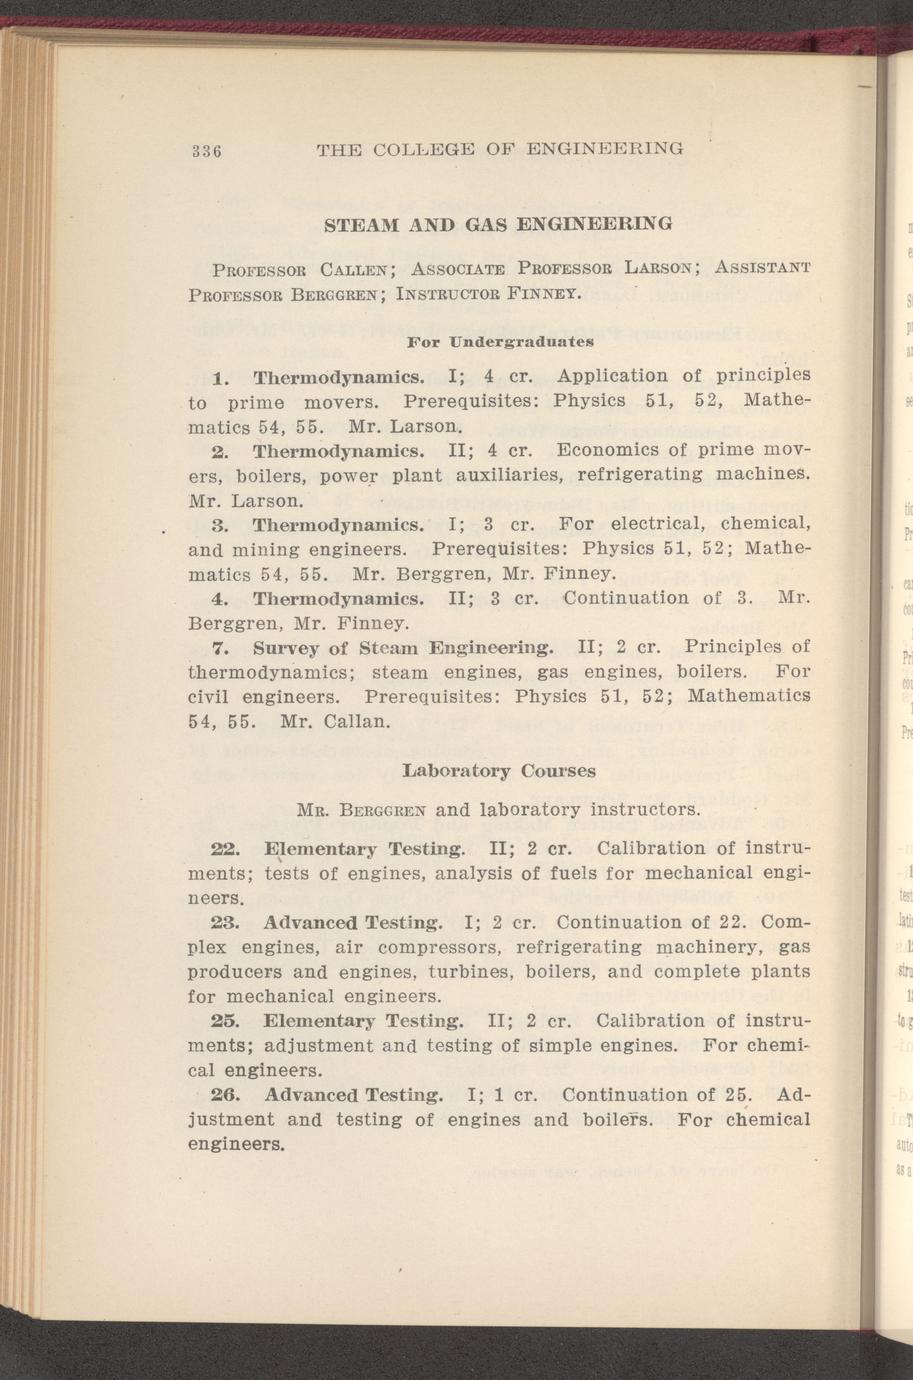 336 THE COLLEGE OF ENGINEERING
STEAM AND GAS ENGINEERING
PROFESSOR CALLEN; ASSOCIATE PROFESSOR LARSON; ASSISTANT
PROFESSOR BERGGREN; INSTRUCTOR FINNEY.
For Undergraduates
1. Thermodynamics. I; 4 cr. Application of principles
to prime movers. Prerequisites: Physics 51, 52, Mathe-
matics 54, 55. Mr. Larson.
2. Thermodynamics. II; 4 cr. Economics of prime mov-
ers, boilers, power plant auxiliaries, refrigerating machines.
Mr. Larson.
3. Thermodynamics. I; 3 cr. For electrical, chemical,
and mining engineers. Prerequisites: Physics 51, 52; Mathe-
matics 54, 55. Mr. Berggren, Mr. Finney.
4. Thermodynamics. II; 3 cr. Continuation of 3. Mr.
Berggren, Mr. Finney.
7. Survey of Steam Engineering. II; 2 cr. Principles of
thermodynamics; steam engines, gas engines, boilers. For
civil engineers. Prerequisites: Physics 51, 52; Mathematics
54, 55. Mr. Callan.
Laboratory Courses
MR. BERGGREN and laboratory instructors.
22. Elementary Testing. II; 2 cr. Calibration of instru-
ments; tests of engines, analysis of fuels for mechanical engi-
neers.
23. Advanced Testing. I; 2 cr. Continuation of 22. Com-
plex engines, air compressors, refrigerating machinery, gas
producers and engines, turbines, boilers, and complete plants
for mechanical engineers.
25. Elementary Testing. II; 2 cr. Calibration of instru-
ments; adjustment and testing of simple engines. For chemi-
cal engineers.
26. Advanced Testing. I; 1 cr. Continuation of 25. Ad-
justment and testing of engines and boilers. For chemical
engineers.